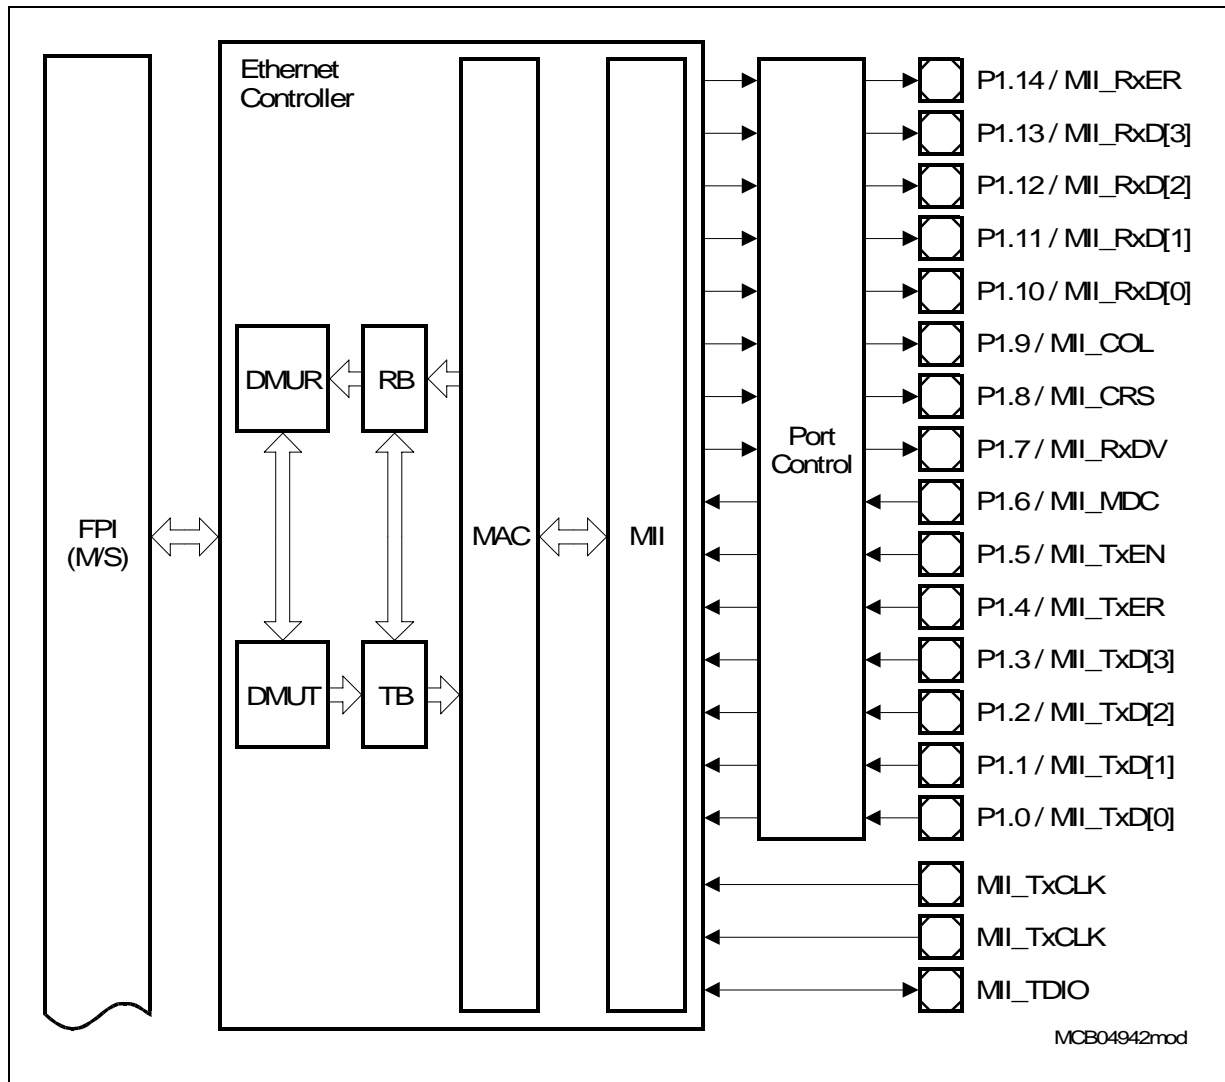 Ethernet
Controller
FPI
(M/S)
DMUR
RB
DMUT
TB
MAC
MII
Port
Control
P1.14 / MII_RxER
P1.13 / MII_RxD[3]
P1.12 / MII_RxD[2]
P1.11 / MII_RxD[1]
P1.10 / MII_RxD[0]
P1.9 / MII_COL
P1.8 / MII_CRS
P1.7 / MII_RxDV
P1.6 / MII_MDC
P1.5 / MII_TxEN
P1.4 / MII_TxER
P1.3 / MII_TxD[3]
P1.2 / MII_TxD[2]
P1.1 / MII_TxD[1]
P1.0 / MII_TxD[0]
MII_TxCLK
MII_TxCLK
MII_TDIO
MCB04942mod